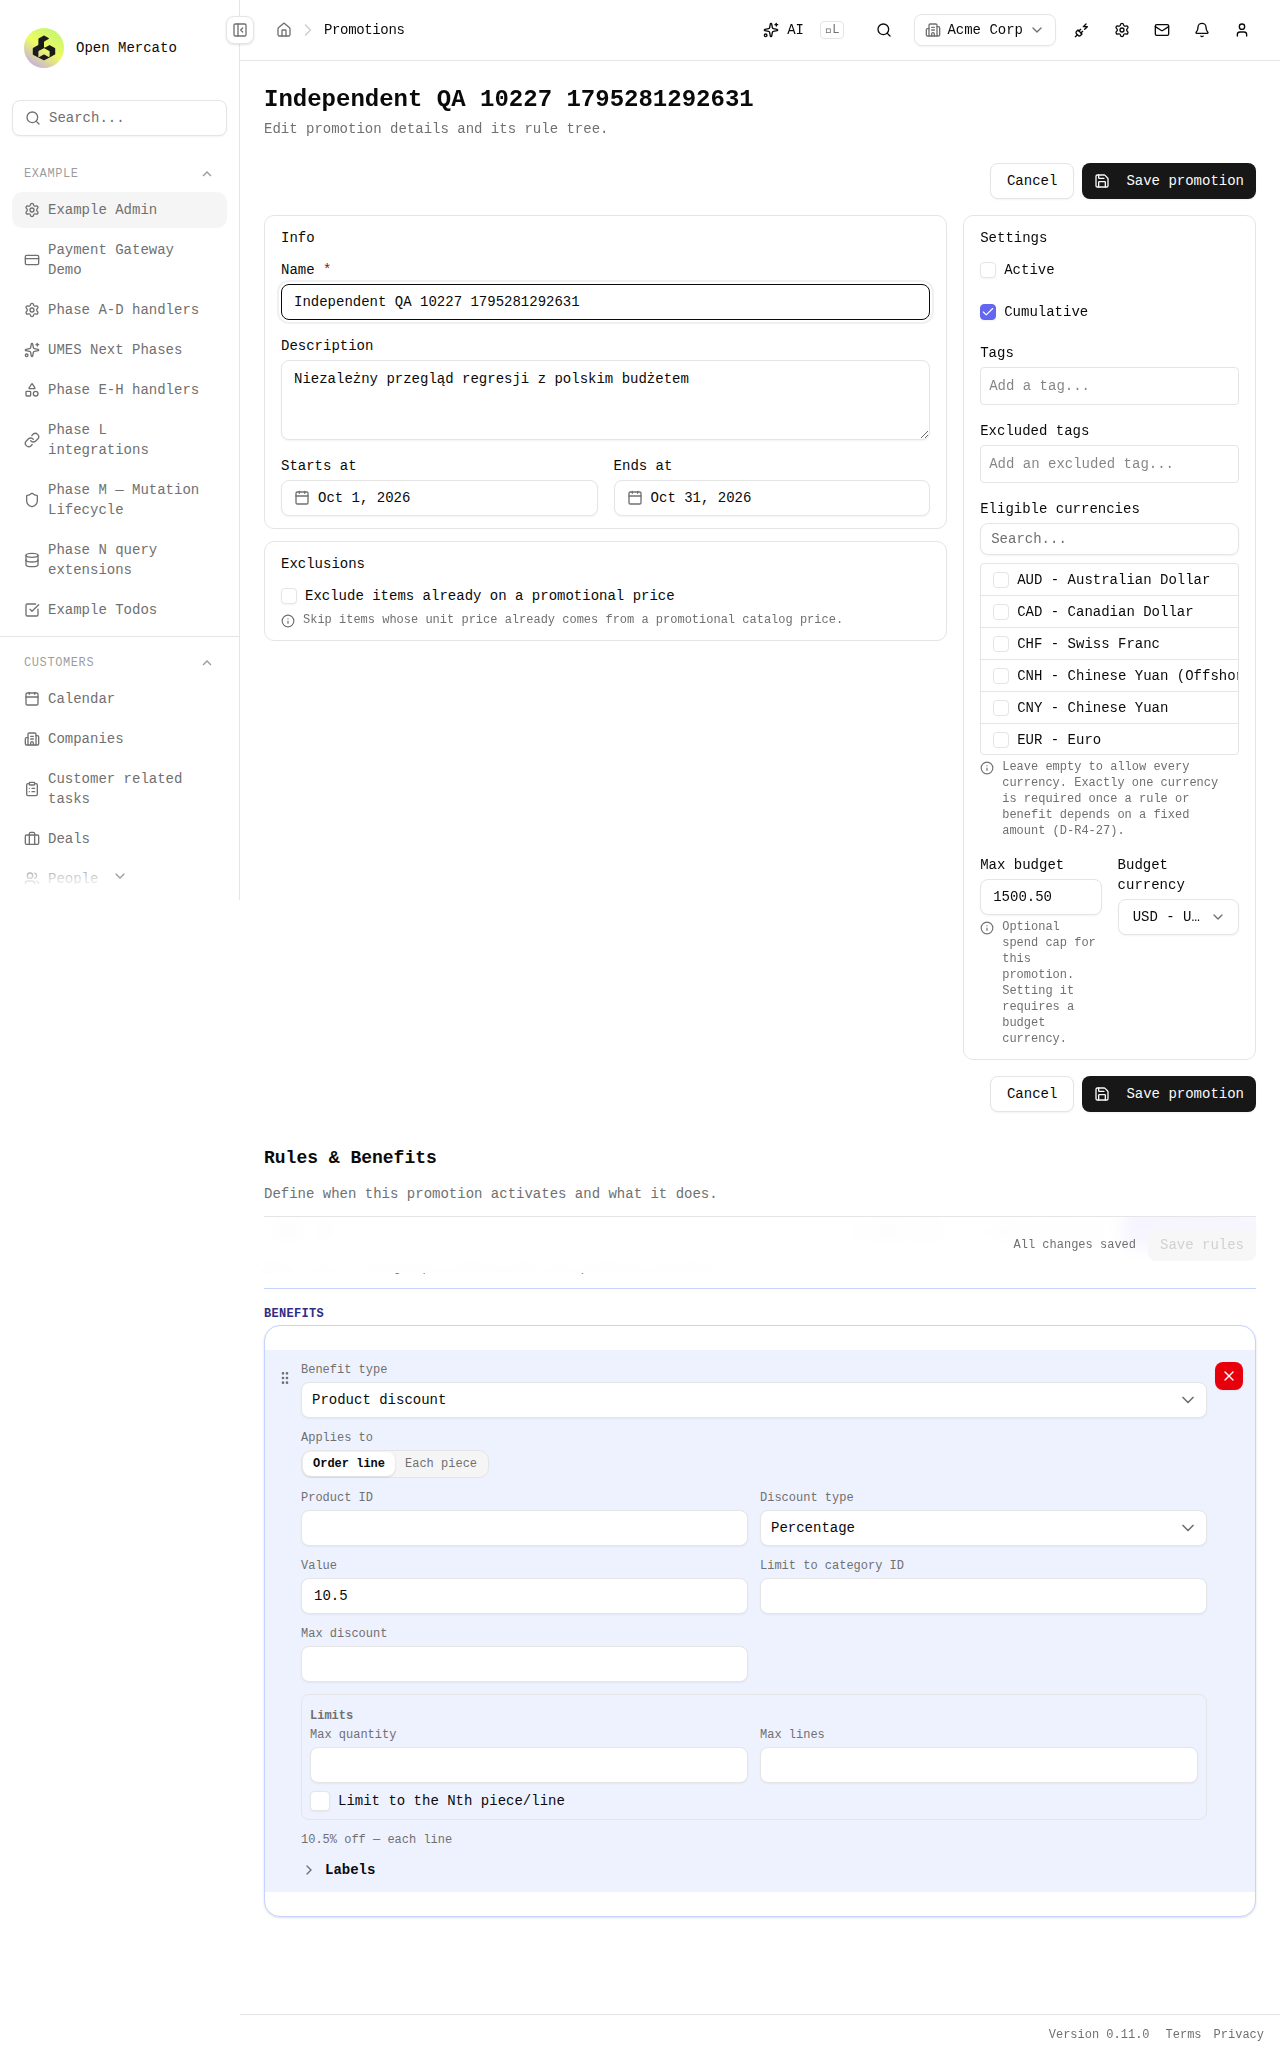 Open Mercato
Search...
EXAMPLE
Example Admin
Payment Gateway
Demo
Phase A-D handlers
UMES Next Phases
Phase E-H handlers
Phase L
integrations
Phase M — Mutation
Lifecycle
Phase N query
extensions
Example Todos
CUSTOMERS
Calendar
Companies
Customer related
tasks
Deals
People
Promotions
AI
Acme Corp
Independent QA 10227 1795281292631
Edit promotion details and its rule tree.
Cancel
Save promotion
Info
Name *
Independent QA 10227 1795281292631
Description
Niezależny przegląd regresji z polskim budżetem
Starts at
Ends at
Oct 1, 2026
Oct 31, 2026
Exclusions
Exclude items already on a promotional price
Skip items whose unit price already comes from a promotional catalog price.
Settings
Active
Cumulative
Tags
Add a tag...
Excluded tags
Add an excluded tag...
Eligible currencies
Search...
AUD - Australian Dollar
CAD - Canadian Dollar
CHF - Swiss Franc
CNH - Chinese Yuan (Offshor
CNY - Chinese Yuan
EUR - Euro
Leave empty to allow every
currency. Exactly one currency
is required once a rule or
benefit depends on a fixed
amount (D-R4-27).
Max budget
1500.50
Optional
spend cap for
this
promotion.
Setting it
requires a
budget
currency.
Budget
currency
USD - U…
Cancel
Save promotion
Rules & Benefits
Define when this promotion activates and what it does.
All changes saved
Save rules
BENEFITS
Benefit type
Product discount
Applies to
Order line
Each piece
Product ID
Discount type
Percentage
Value
10.5
Limit to category ID
Max discount
Limits
Max quantity
Max lines
Limit to the Nth piece/line
10.5% off — each line
Labels
Version 0.11.0
Terms
Privacy